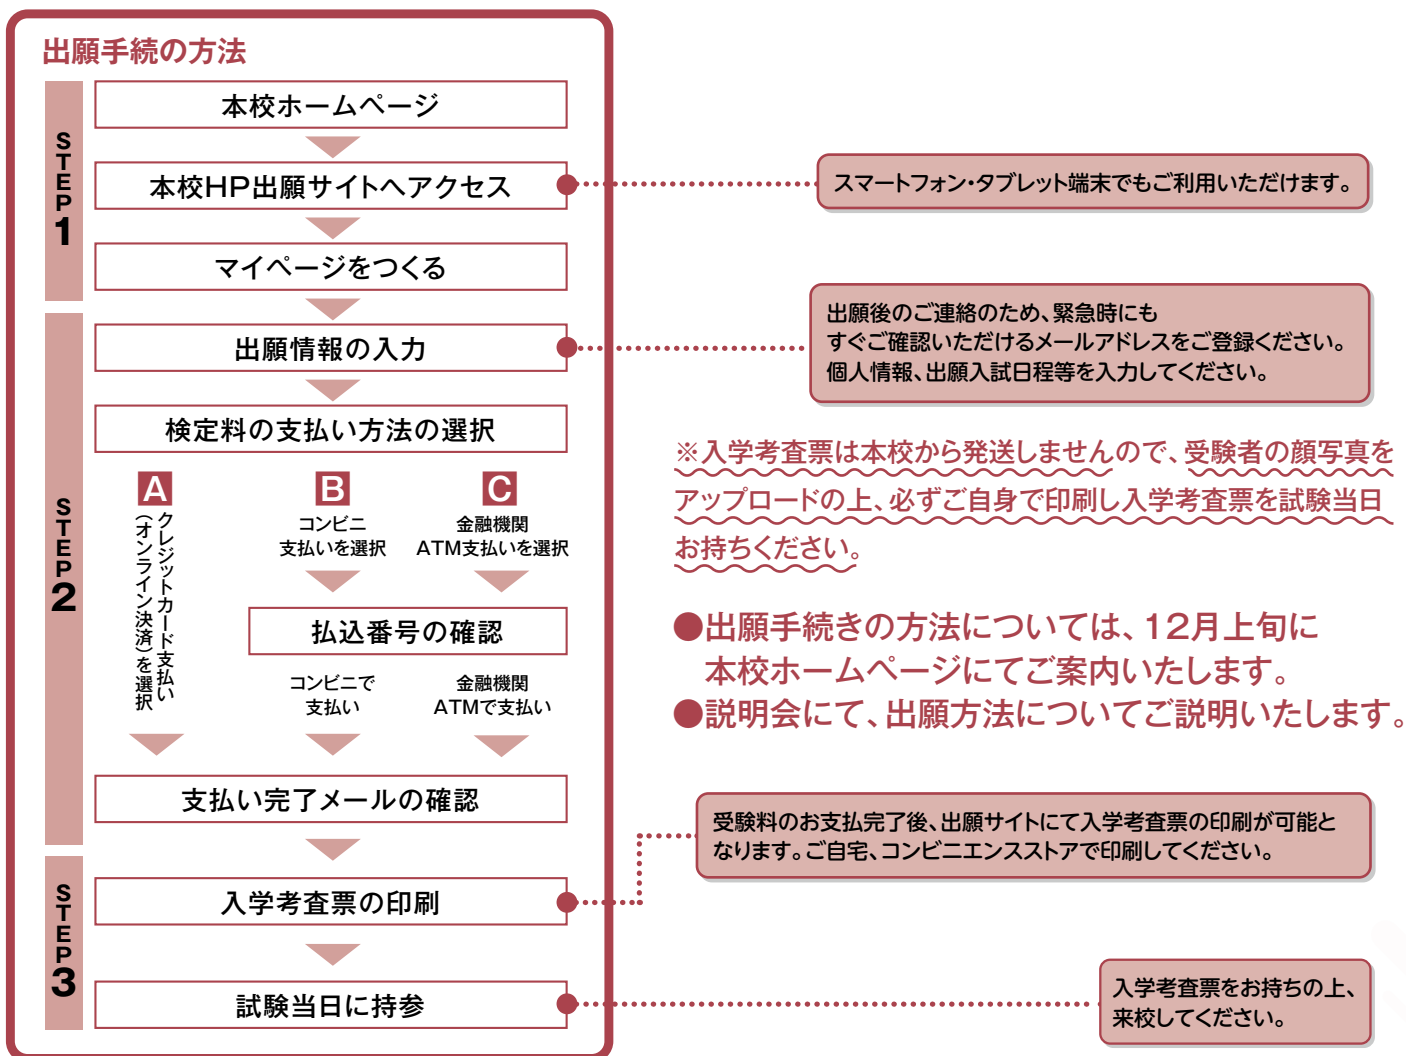 出願手続の方法
STEP1
本校ホームページ
本校HP出願サイトへアクセス
スマートフォン・タブレット端末でもご利用いただけます。
マイページをつくる
STEP2
出願情報の入力
出願後のご連絡のため、緊急時にも
すぐご確認いただけるメールアドレスをご登録ください。
個人情報、出願入試日程等を入力してください。
検定料の支払い方法の選択
A
クレジットカード支払い
(オンライン決済)を選択
B
コンビニ
支払いを選択
C
金融機関
ATM支払いを選択
払込番号の確認
コンビニで
支払い
金融機関
ATMで支払い
支払い完了メールの確認
※入学考査票は本校から発送しませんので、受験者の顔写真を
アップロードの上、必ずご自身で印刷し入学考査票を試験当日
お持ちください。
●出願手続きの方法については、12月上旬に
本校ホームページにてご案内いたします。
●説明会にて、出願方法についてご説明いたします。
STEP3
入学考査票の印刷
受験料のお支払完了後、出願サイトにて入学考査票の印刷が可能と
なります。ご自宅、コンビニエンスストアで印刷してください。
試験当日に持参
入学考査票をお持ちの上、
来校してください。